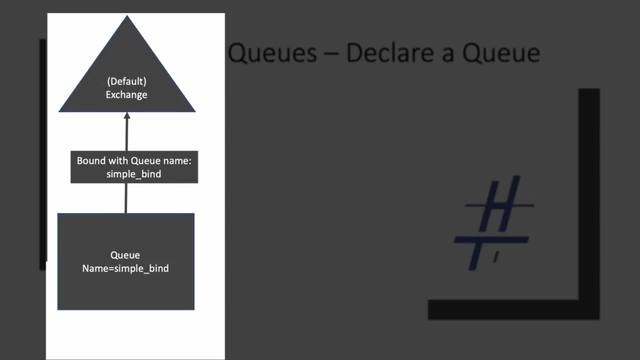 Queues – Declare a Queue
(Default)
Exchange
Bound with Queue name:
simple_bind
Queue
Name=simple_bind